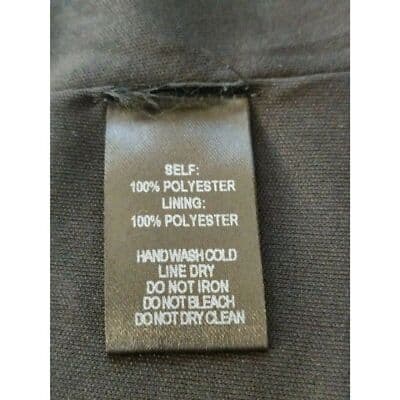 SELF:
100% POLYESTER
LINING:
100% POLYESTER
HAND WASH COLD
LINE DRY
DO NOT IRON
DO NOT BLEACH
DO NOT DRY CLEAN